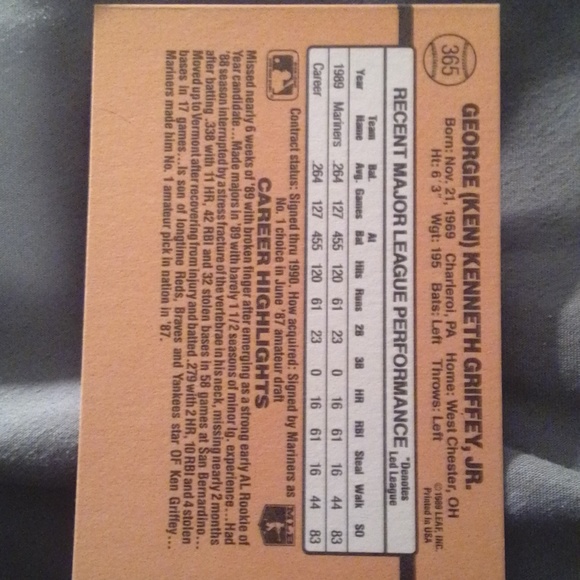 365
GEORGE (KEN) KENNETH GRIFFEY, JR.
Born: Nov. 21, 1969 Charleroi, PA Home: West Chester, OH
Ht: 6' 3" Wgt: 195 Bats: Left Throws: Left
© 1989 LEAF, INC.
Printed in USA
RECENT MAJOR LEAGUE PERFORMANCE
*Denotes
Led League
Year Team Name Bat. Avg. Games At Bat Hits Runs 2B 3B HR RBI Steal Walk SO
1989 Mariners .264 127 455 120 61 23 0 16 61 16 44 83
Career .264 127 455 120 61 23 0 16 61 16 44 83
Contract status: Signed thru 1990. How acquired: Signed by Mariners as
No. 1 choice in June '87 amateur draft
CAREER HIGHLIGHTS
Missed nearly 6 weeks of '89 with broken finger after emerging as a strong early AL Rookie of
Year candidate...Made majors in '89 with barely 1 1/2 seasons of minor lg. experience...Had
'88 season interrupted by a stress fracture of the vertebrae in his neck, missing nearly 2 months
after batting .338 with 11 HR, 42 RBI and 32 stolen bases in 58 games at San Bernardino...
Moved up to Vermont after recovering from injury and batted .279 with 2 HR, 10 RBI and 4 stolen
bases in 17 games...Is son of longtime Reds, Braves and Yankees star OF Ken Griffey...
Mariners made him No. 1 amateur pick in nation in '87.